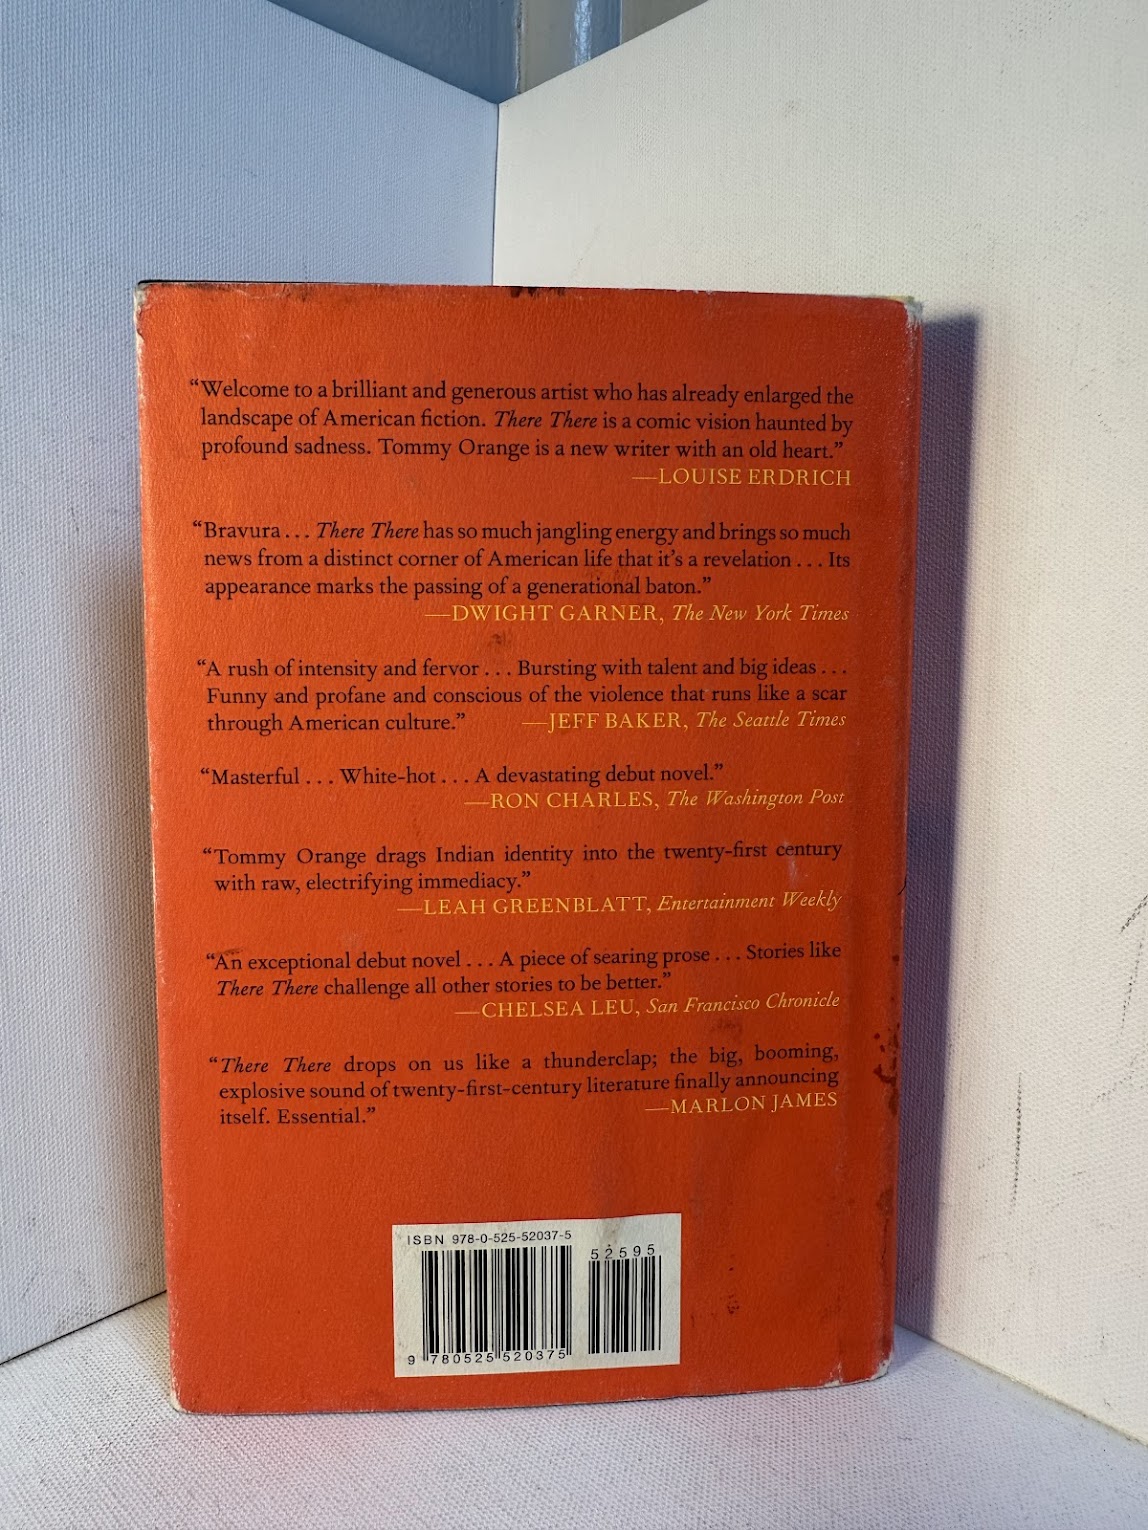 “Welcome to a brilliant and generous artist who has already enlarged the
landscape of American fiction. There There is a comic vision haunted by
profound sadness. Tommy Orange is a new writer with an old heart.”
—LOUISE ERDRICH
“Bravura . . . There There has so much jangling energy and brings so much
news from a distinct corner of American life that it’s a revelation . . . Its
appearance marks the passing of a generational baton.”
—DWIGHT GARNER, The New York Times
“A rush of intensity and fervor . . . Bursting with talent and big ideas . . .
Funny and profane and conscious of the violence that runs like a scar
through American culture.” —JEFF BAKER, The Seattle Times
“Masterful . . . White-hot . . . A devastating debut novel.”
—RON CHARLES, The Washington Post
“Tommy Orange drags Indian identity into the twenty-first century
with raw, electrifying immediacy.”
—LEAH GREENBLATT, Entertainment Weekly
“An exceptional debut novel . . . A piece of searing prose . . . Stories like
There There challenge all other stories to be better.”
—CHELSEA LEU, San Francisco Chronicle
“There There drops on us like a thunderclap; the big, booming,
explosive sound of twenty-first-century literature finally announcing
itself. Essential.” —MARLON JAMES
ISBN 978-0-525-52037-5
52595
9 780525 520375